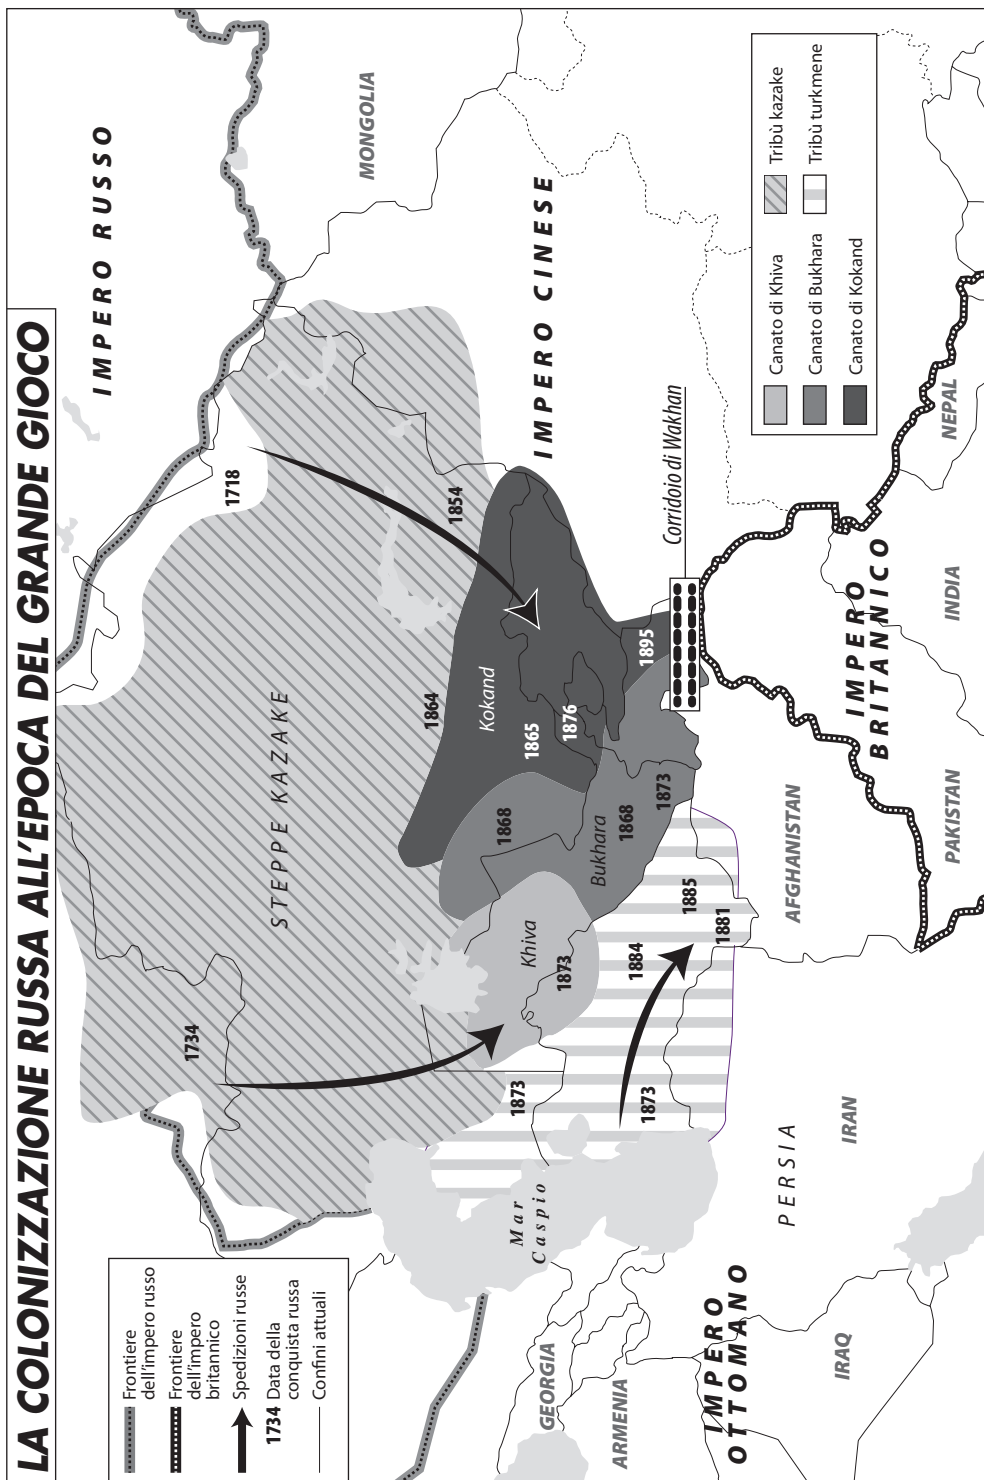 LA COLONIZZAZIONE RUSSA ALL'EPOCA DEL GRANDE GIOCO
Frontiere
dell'impero russo
Frontiere
dell'impero
britannico
Spedizioni russe
1734
Data della
conquista russa
Confini attuali
IMPERO RUSSO
MONGOLIA
1718
1734
STEPPE KAZAKE
1854
1864
IMPERO CINESE
Kokand
1865
1876
1895
1868
Bukhara
1868
1873
Khiva
1873
1873
1884
1885
1881
1873
Mar
Caspio
Corridoio di Wakhan
GEORGIA
ARMENIA
IMPERO
OTTOMANO
IRAQ
PERSIA
IRAN
AFGHANISTAN
PAKISTAN
IMPERO
BRITANNICO
INDIA
NEPAL
Canato di Khiva
Canato di Bukhara
Canato di Kokand
Tribù kazake
Tribù turkmene